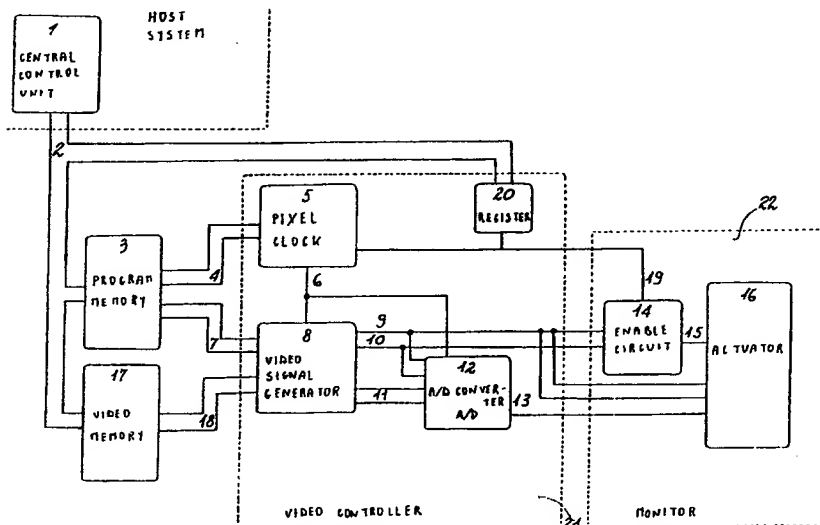 HOST
SYSTEM
1
CENTRAL
CONTROL
UNIT
2
3
PROGRAM
MEMORY
4
5
PIXEL
CLOCK
6
7
8
VIDEO
SIGNAL
GENERATOR
9
10
11
12
A/D CONVER-
TER
A/D
13
14
ENABLE
CIRCUIT
15
16
ACTUATOR
17
VIDEO
MEMORY
18
19
20
REGISTER
22
VIDEO CONTROLLER
21
MONITOR